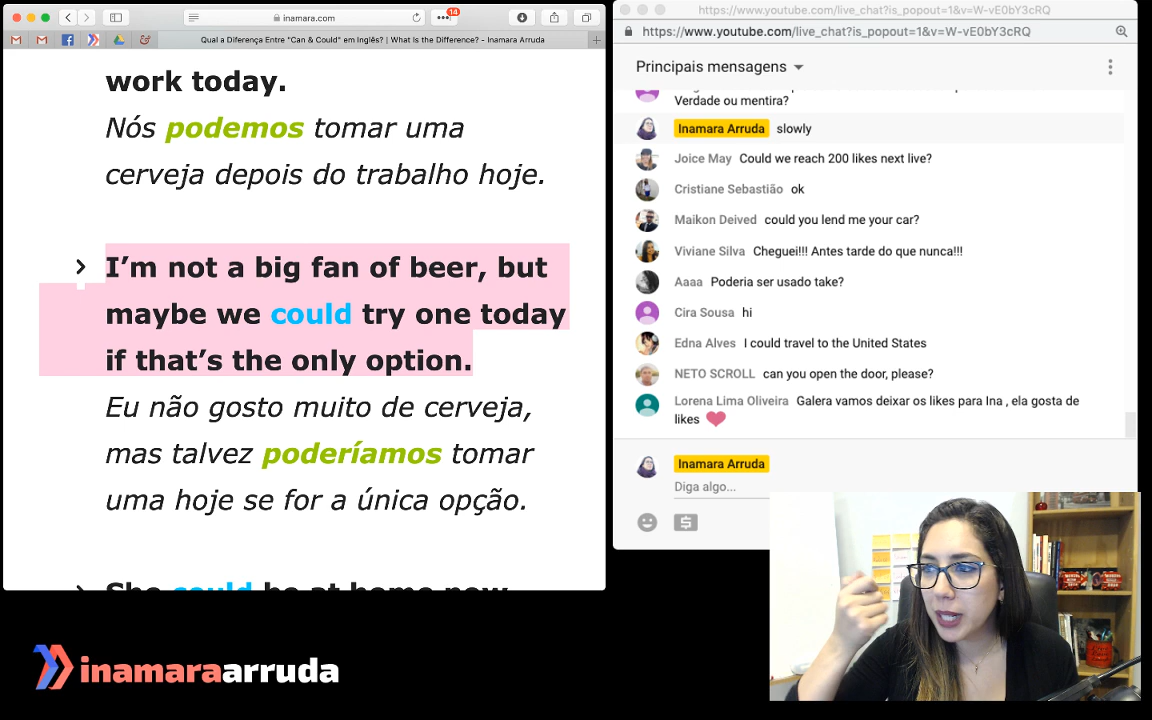 inamara.com
14
Qual a Diferença Entre "Can & Could" em Inglês? | What Is the Difference? – Inamara Arruda
work today.
Nós podemos tomar uma
cerveja depois do trabalho hoje.
I'm not a big fan of beer, but
maybe we could try one today
if that's the only option.
Eu não gosto muito de cerveja,
mas talvez poderíamos tomar
uma hoje se for a única opção.
She could be at home now
inamaraarruda
https://www.youtube.com/live_chat?is_popout=1&v=W-vE0bY3cRQ
https://www.youtube.com/live_chat?is_popout=1&v=W-vE0bY3cRQ
Principais mensagens
Verdade ou mentira?
Inamara Arruda slowly
Joice May Could we reach 200 likes next live?
Cristiane Sebastião ok
Maikon Deived could you lend me your car?
Viviane Silva Cheguei!!! Antes tarde do que nunca!!!
Aaaa Poderia ser usado take?
Cira Sousa hi
Edna Alves I could travel to the United States
NETO SCROLL can you open the door, please?
Lorena Lima Oliveira Galera vamos deixar os likes para Ina , ela gosta de
likes
Inamara Arruda
Diga algo...